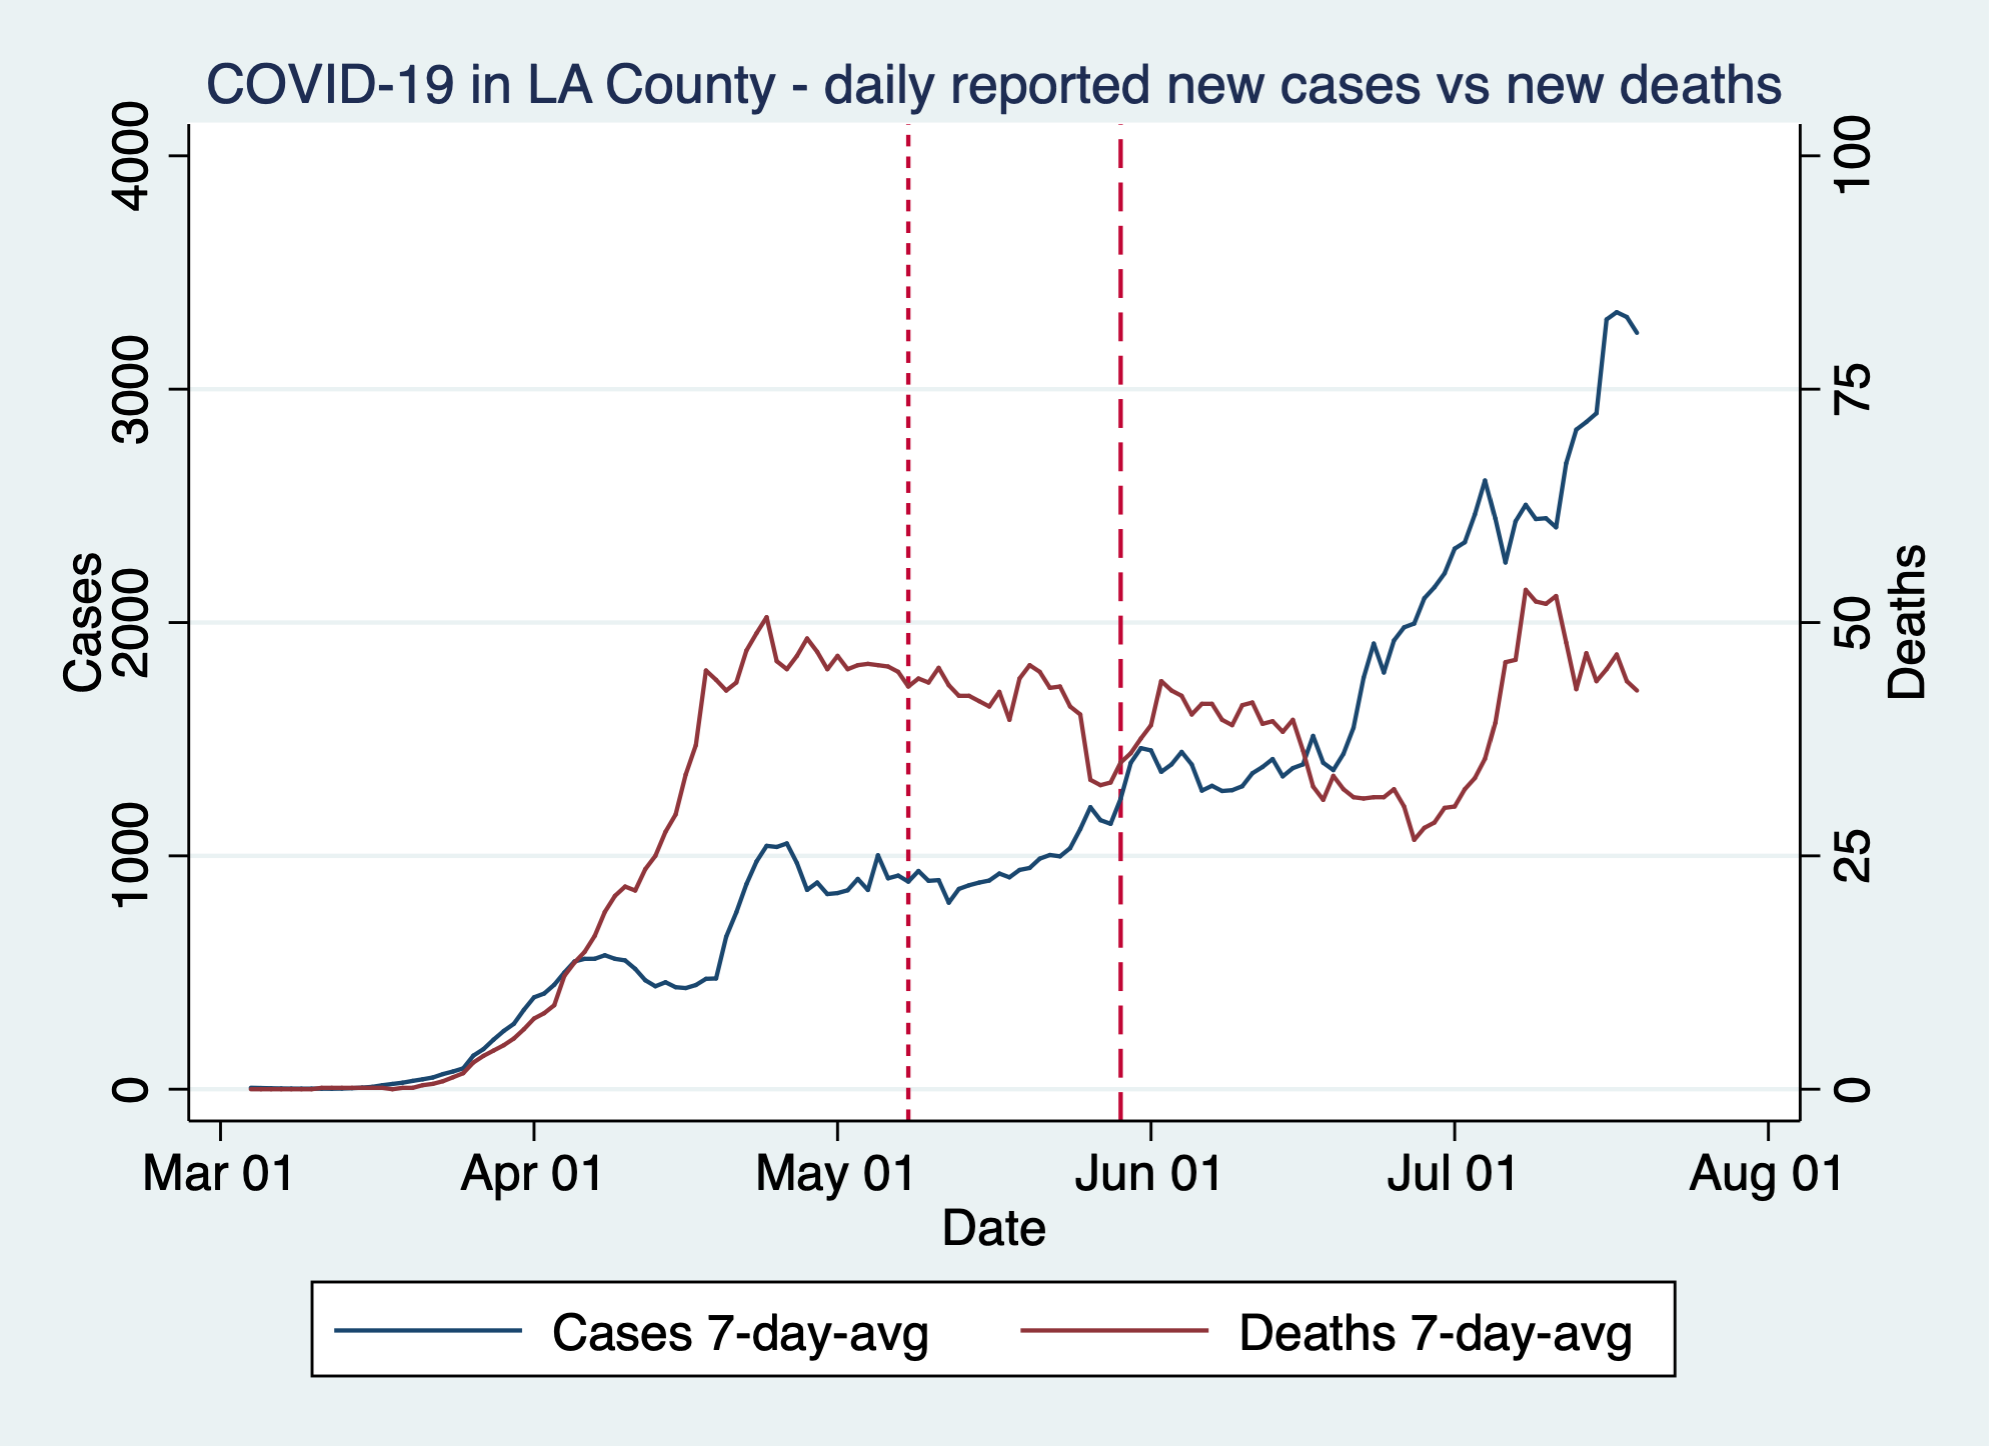 COVID-19 in LA County - daily reported new cases vs new deaths
4000
3000
2000
1000
0
Cases
100
75
50
25
0
Deaths
Mar 01
Apr 01
May 01
Jun 01
Jul 01
Aug 01
Date
Cases 7-day-avg
Deaths 7-day-avg